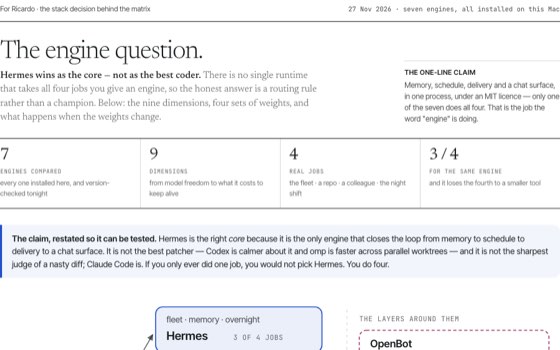 For Ricardo · the stack decision behind the matrix
27 Nov 2026 · seven engines, all installed on this Mac
The engine question.
Hermes wins as the core — not as the best coder. There is no single runtime
that takes all four jobs you give an engine, so the honest answer is a routing rule
rather than a champion. Below: the nine dimensions, four sets of weights, and
what happens when the weights change.
THE ONE-LINE CLAIM
Memory, schedule, delivery and a chat surface,
in one process, under an MIT licence — only one
of the seven does all four. That is the job the
word "engine" is doing.
7
ENGINES COMPARED
every one installed here, and version-
checked tonight
9
DIMENSIONS
from model freedom to what it costs to
keep alive
4
REAL JOBS
the fleet · a repo · a colleague · the night
shift
3 / 4
FOR THE SAME ENGINE
and it loses the fourth to a smaller tool
The claim, restated so it can be tested. Hermes is the right core because it is the only engine that closes the loop from memory to schedule to
delivery to a chat surface. It is not the best patcher — Codex is calmer about it and omp is faster across parallel worktrees — and it is not the sharpest
judge of a nasty diff; Claude Code is. If you only ever did one job, you would not pick Hermes. You do four.
fleet · memory · overnight
Hermes 3 OF 4 JOBS
THE LAYERS AROUND THEM
OpenBot